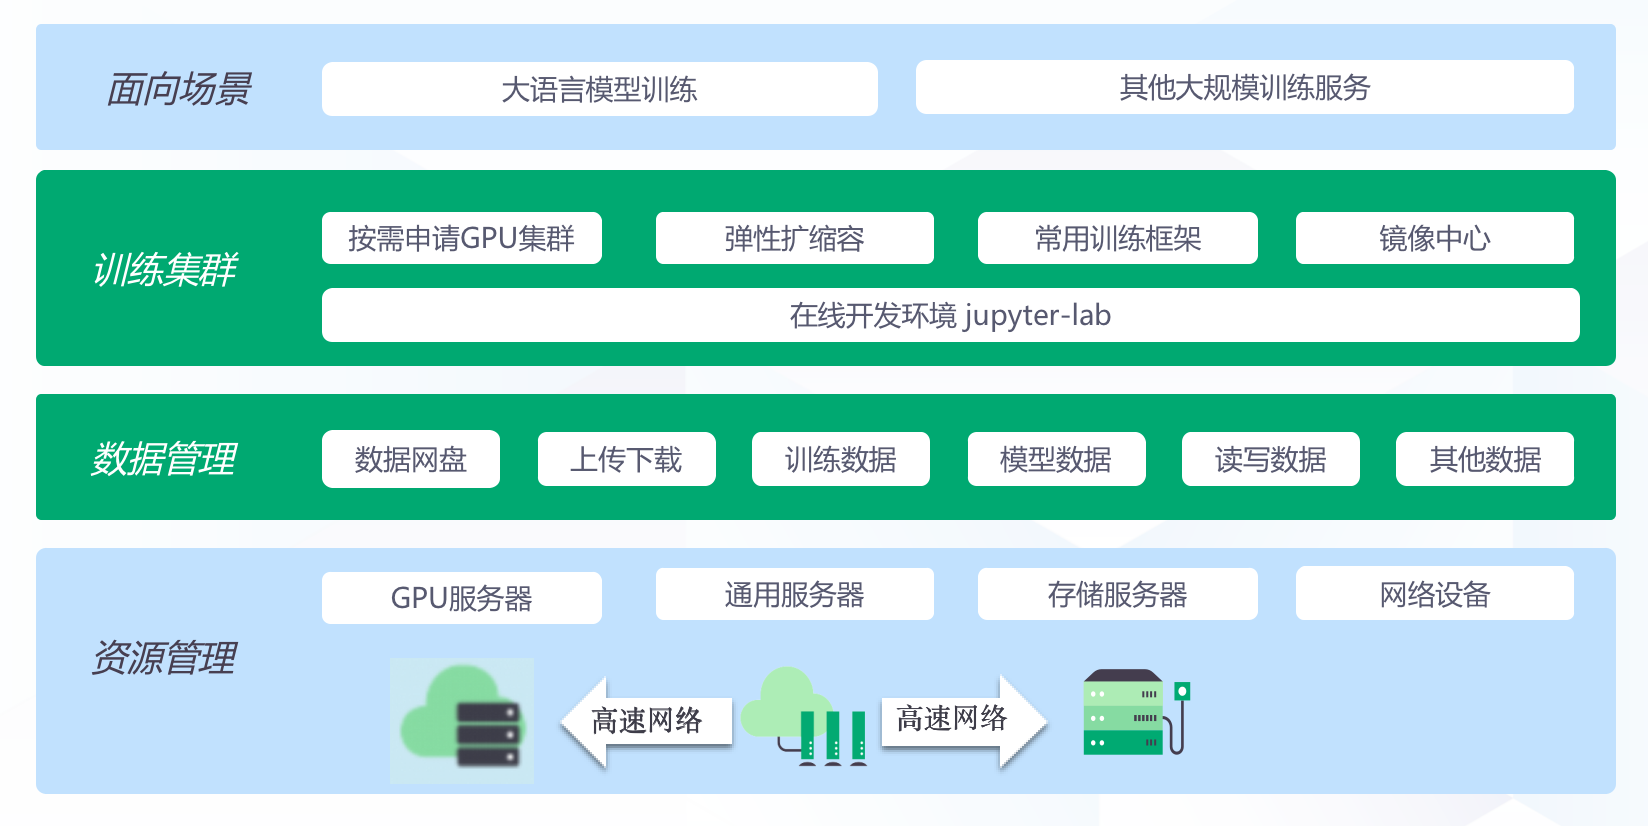 面向场景
大语言模型训练
其他大规模训练服务
训练集群
按需申请GPU集群
弹性扩缩容
常用训练框架
镜像中心
在线开发环境 jupyter-lab
数据管理
数据网盘
上传下载
训练数据
模型数据
读写数据
其他数据
资源管理
GPU服务器
通用服务器
存储服务器
网络设备
高速网络
高速网络